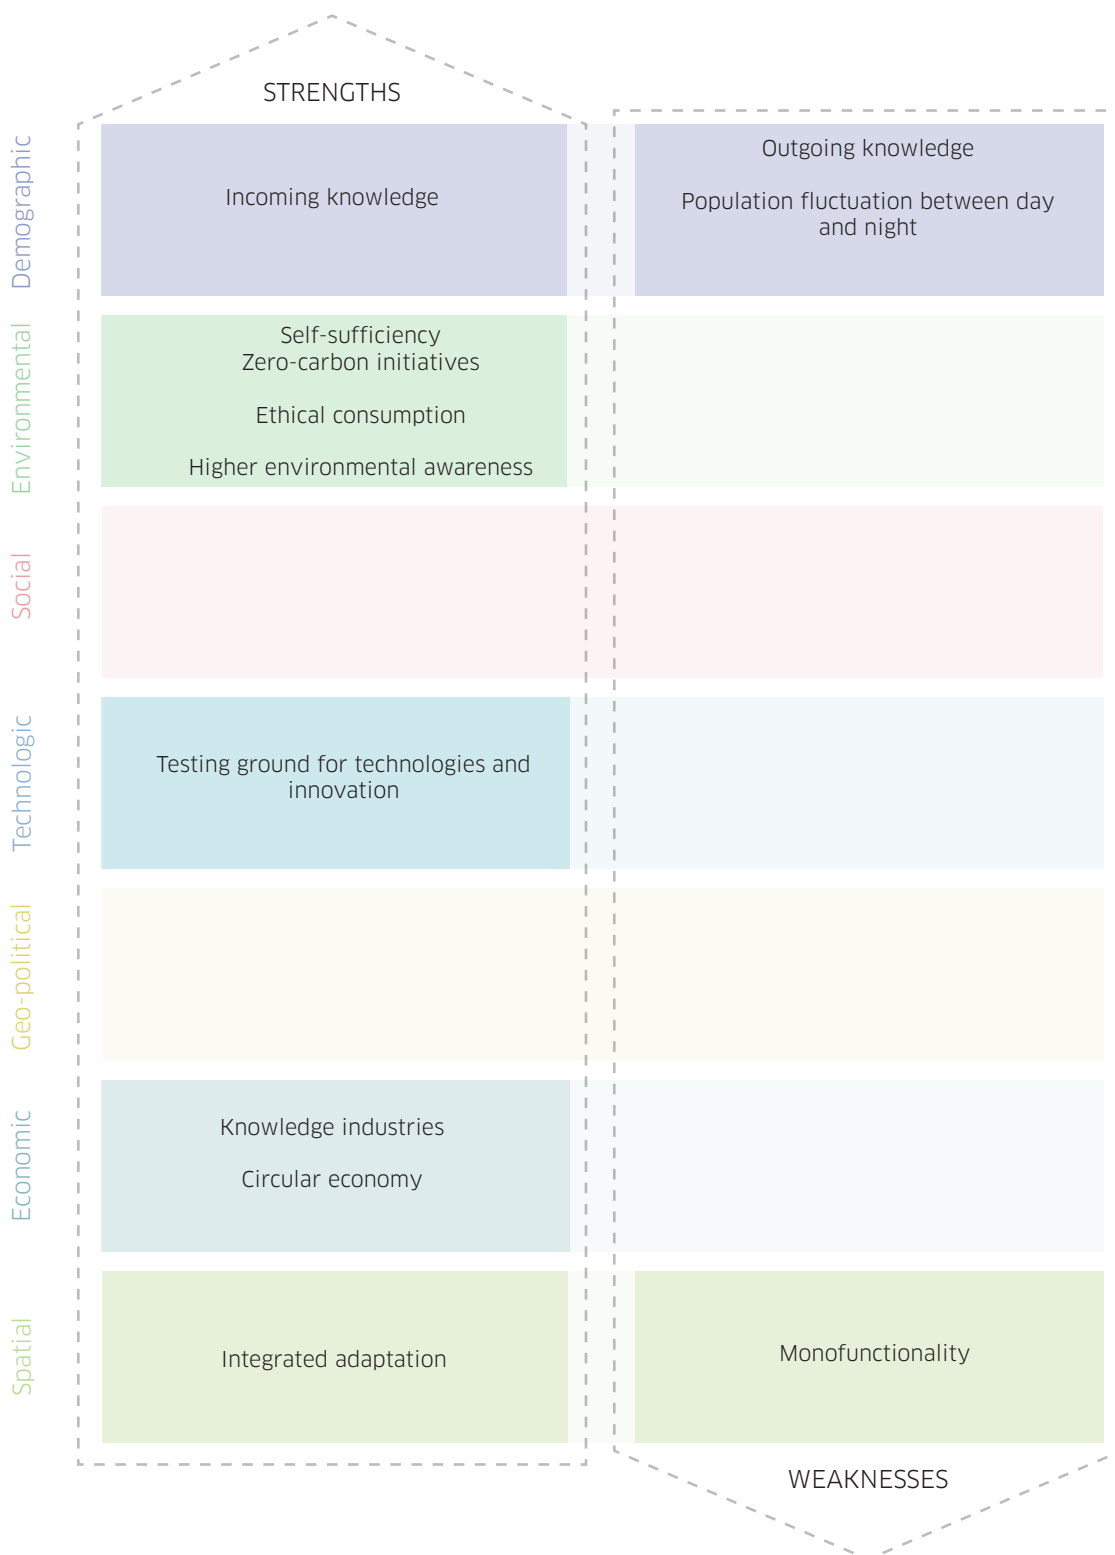 STRENGTHS
Demographic
Incoming knowledge
Outgoing knowledge
Population fluctuation between day
and night
Environmental
Self-sufficiency
Zero-carbon initiatives
Ethical consumption
Higher environmental awareness
Social
Technologic
Testing ground for technologies and
innovation
Geo-political
Economic
Knowledge industries
Circular economy
Spatial
Integrated adaptation
Monofunctionality
WEAKNESSES